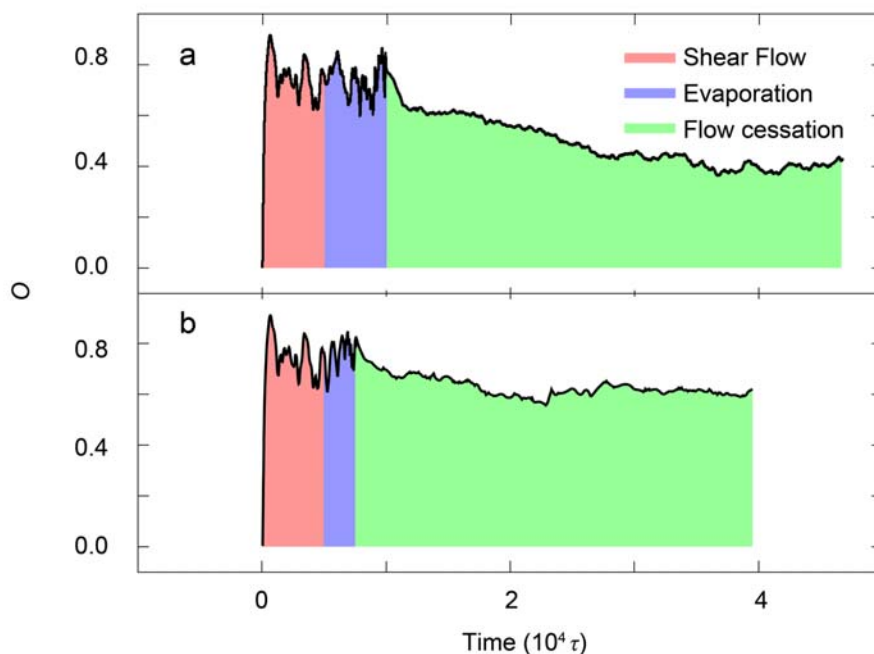 a
0.8
0.4
0.0
Shear Flow
Evaporation
Flow cessation
O
b
0.8
0.4
0.0
0 2 4
Time (10⁴ τ)